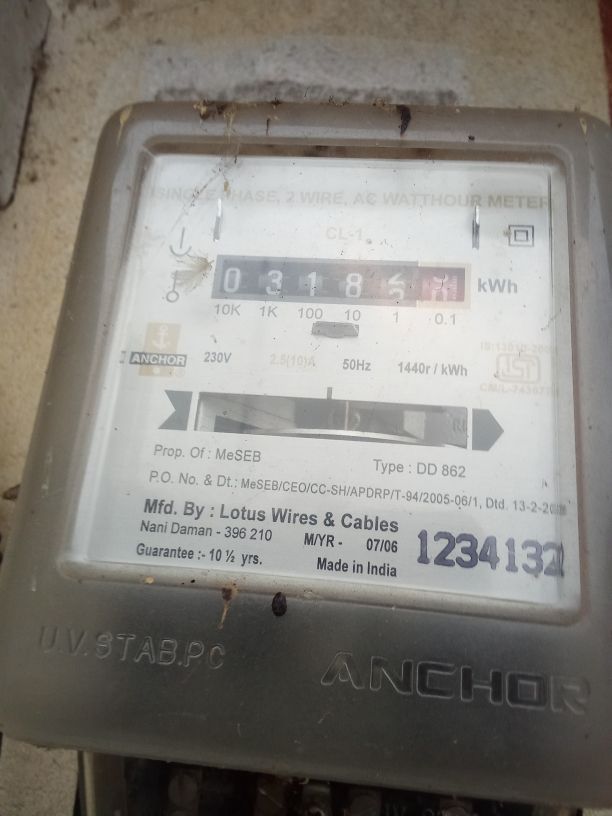 SINGLE PHASE, 2 WIRE, AC WATTHOUR METER
CL-1
0 3 1 8 kWh
10K 1K 100 10 1 0.1
ANCHOR 230V 2.5(10)A 50Hz 1440r / kWh
ISI
Prop. Of : MeSEB
Type : DD 862
P.O. No. & Dt.: MeSEB/CEO/CC-SH/APDRP/T-94/2005-06/1, Dtd. 13-2-
Mfd. By : Lotus Wires & Cables
Nani Daman - 396 210 M/YR - 07/06
Guarantee :- 10 ½ yrs. Made in India
1234132
U.V.STAB.PC
ANCHOR